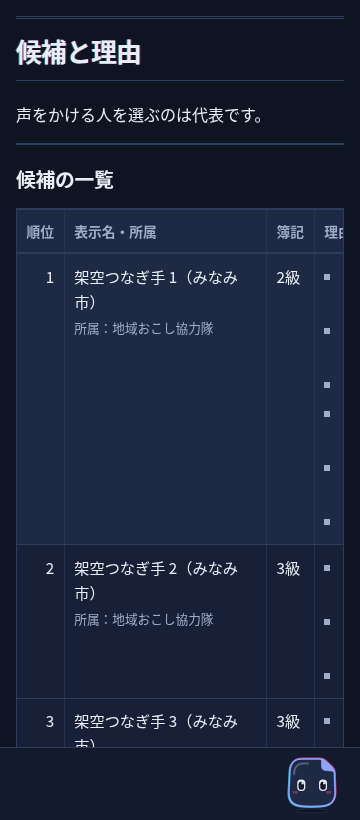 候補と理由
声をかける人を選ぶのは代表です。
候補の一覧
順位 表示名・所属 簿記 理由
1 架空つなぎ手 1（みなみ 2級
市）
所属：地域おこし協力隊
2 架空つなぎ手 2（みなみ 3級
市）
所属：地域おこし協力隊
3 架空つなぎ手 3（みなみ 3級
市）